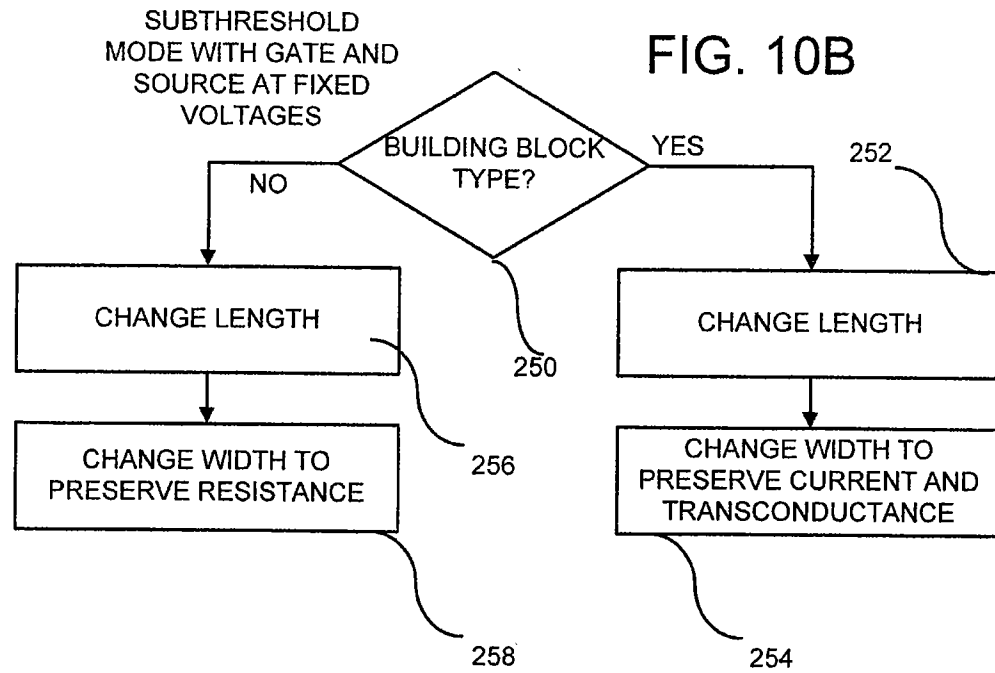 SUBTHRESHOLD
MODE WITH GATE AND
SOURCE AT FIXED
VOLTAGES
FIG. 10B
BUILDING BLOCK
TYPE?
YES
NO
252
CHANGE LENGTH
CHANGE LENGTH
250
256
CHANGE WIDTH TO
PRESERVE RESISTANCE
CHANGE WIDTH TO
PRESERVE CURRENT AND
TRANSCONDUCTANCE
258
254